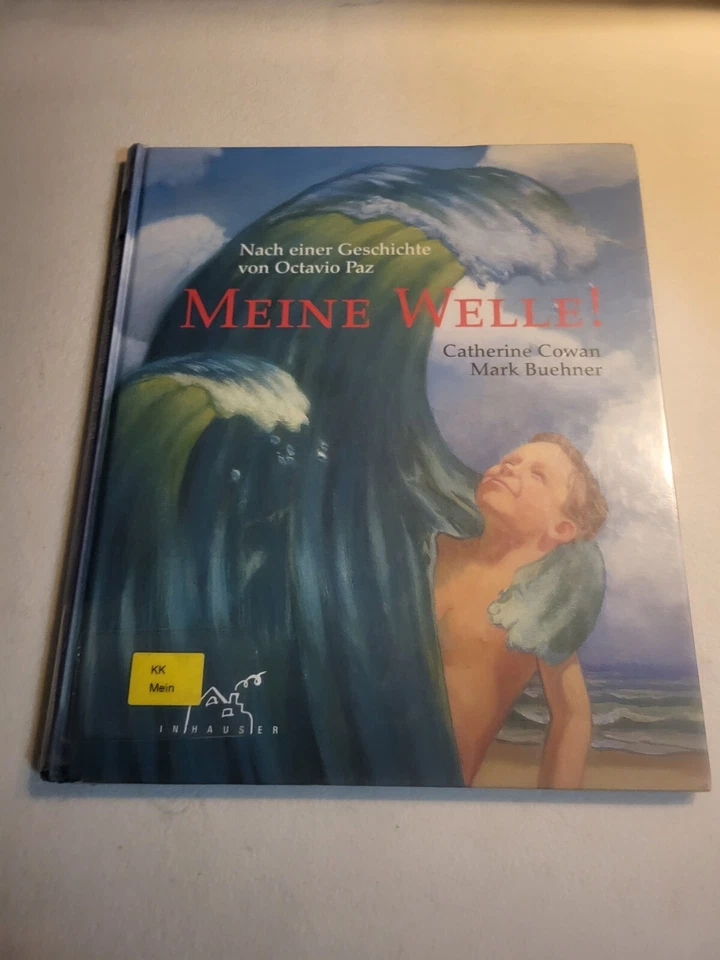 Nach einer Geschichte
von Octavio Paz
MEINE WELLE!
Catherine Cowan
Mark Buehner
KK
Mein
INHAUSER